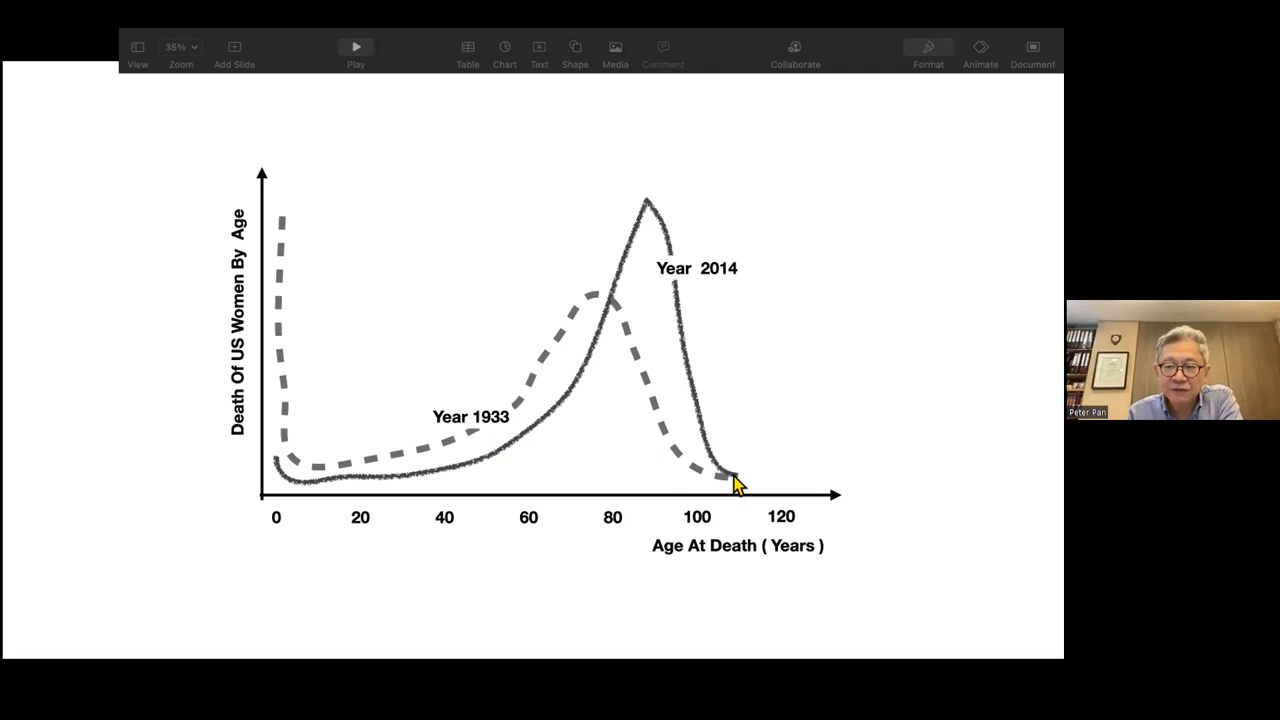 35%
View
Zoom
Add Slide
Play
Table
Chart
Text
Shape
Media
Comment
Collaborate
Format
Animate
Document
Death Of US Women By Age
Year 2014
Year 1933
0 20 40 60 80 100 120
Age At Death ( Years )
Peter Pan